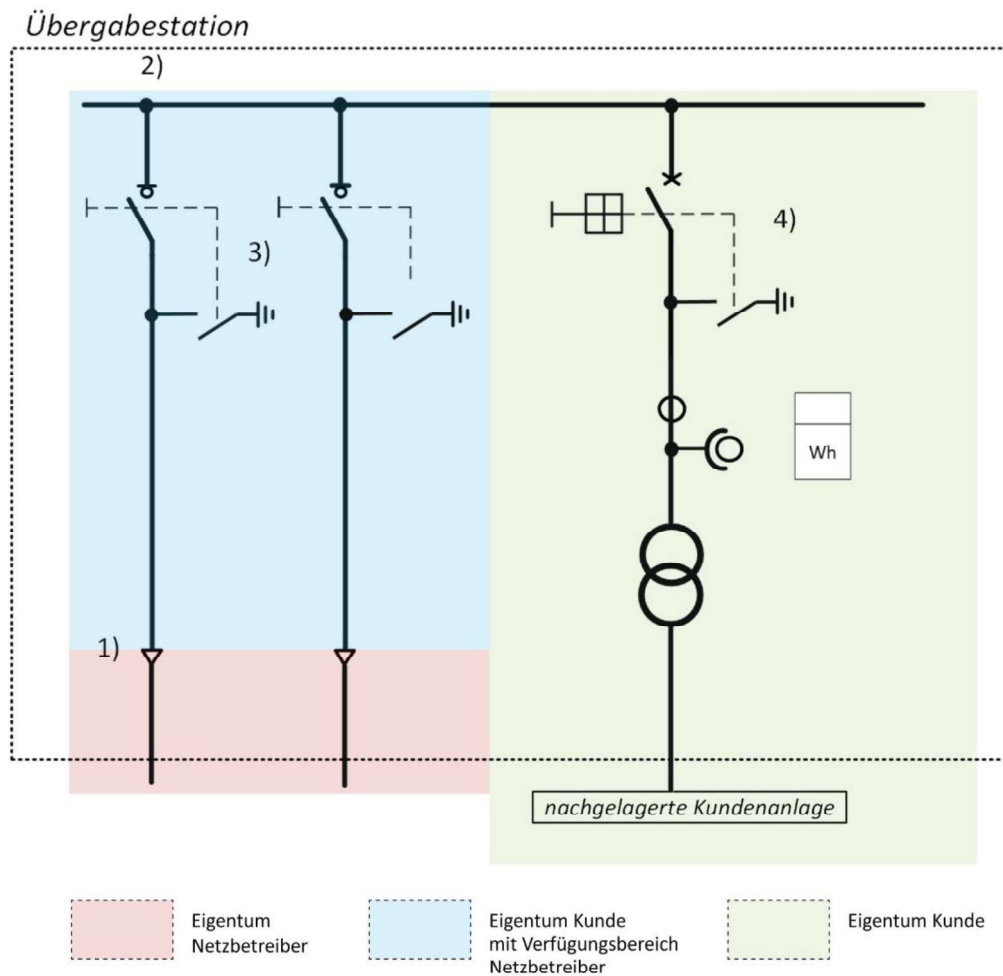 Übergabestation
2)
3)
4)
Wh
1)
nachgelagerte Kundenanlage
Eigentum
Netzbetreiber
Eigentum Kunde
mit Verfügungsbereich
Netzbetreiber
Eigentum Kunde